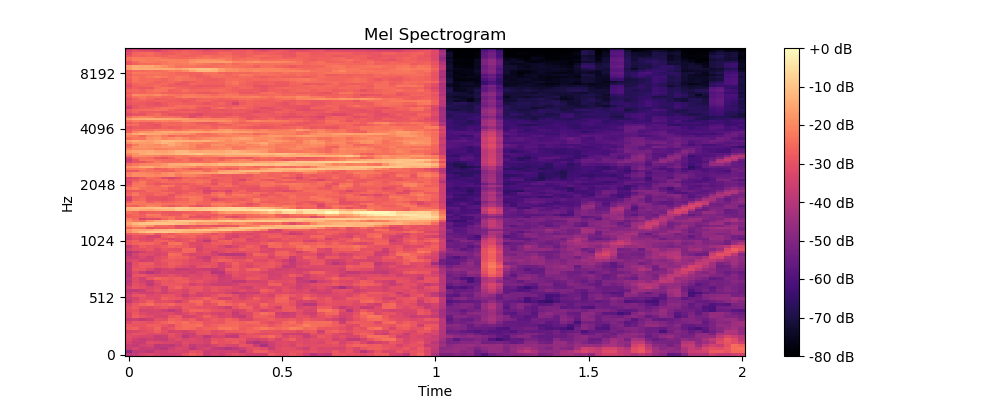 Mel Spectrogram
Hz
8192
4096
2048
1024
512
0
0
0.5
1
1.5
2
Time
+0 dB
-10 dB
-20 dB
-30 dB
-40 dB
-50 dB
-60 dB
-70 dB
-80 dB